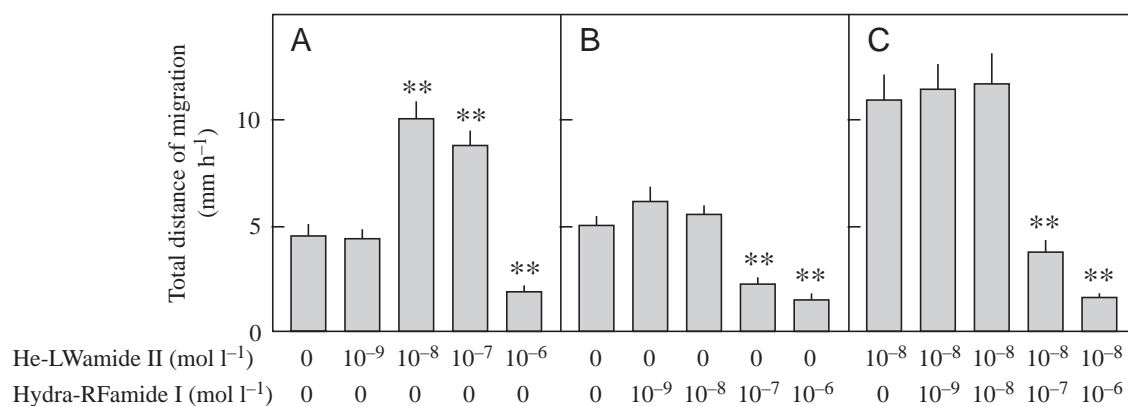 A B C
** ** ** ** ** ** **
Total distance of migration
(mm h⁻¹)
10
5
0
He-LWamide II (mol l⁻¹) 0 10⁻⁹ 10⁻⁸ 10⁻⁷ 10⁻⁶ 0 0 0 0 0 10⁻⁸ 10⁻⁸ 10⁻⁸ 10⁻⁸ 10⁻⁸
Hydra-RFamide I (mol l⁻¹) 0 0 0 0 0 0 10⁻⁹ 10⁻⁸ 10⁻⁷ 10⁻⁶ 0 10⁻⁹ 10⁻⁸ 10⁻⁷ 10⁻⁶